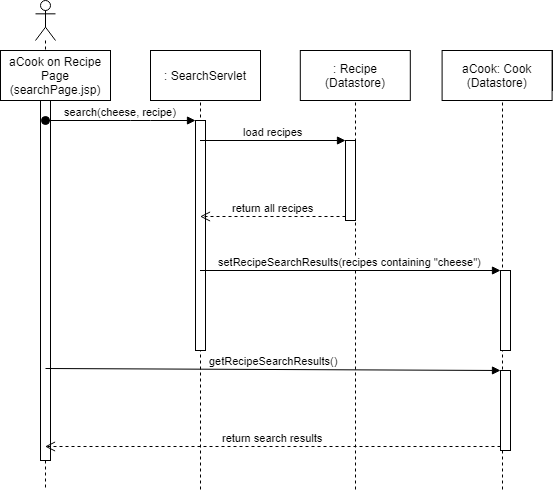 aCook on Recipe
Page
(searchPage.jsp)
: SearchServlet
: Recipe
(Datastore)
aCook: Cook
(Datastore)
search(cheese, recipe)
load recipes
return all recipes
setRecipeSearchResults(recipes containing "cheese")
getRecipeSearchResults()
return search results